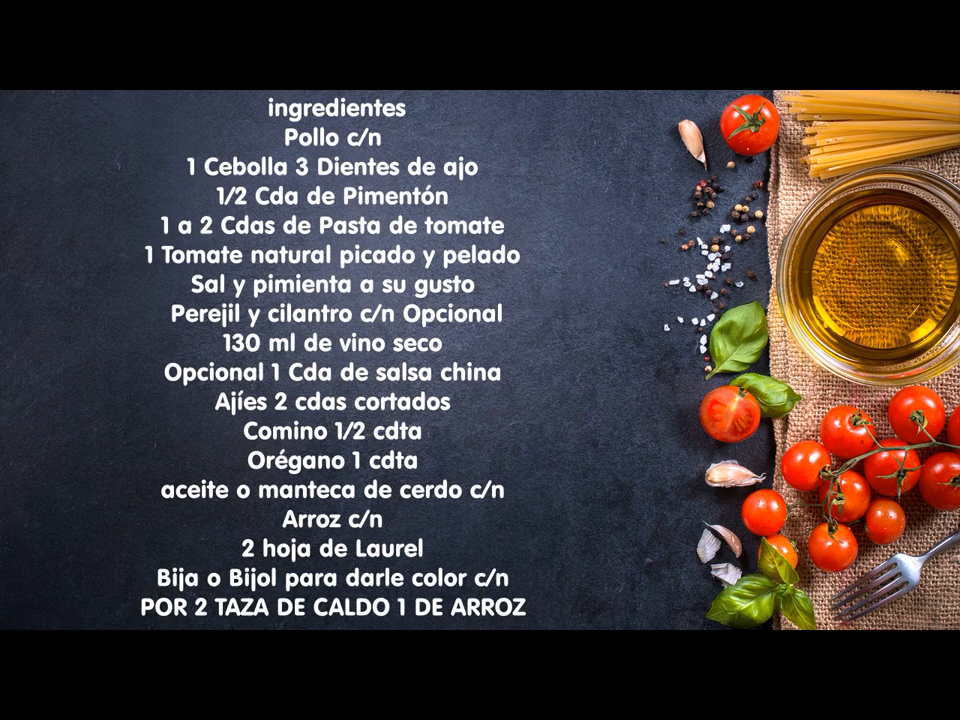 ingredientes
Pollo c/n
1 Cebolla 3 Dientes de ajo
1/2 Cda de Pimentón
1 a 2 Cdas de Pasta de tomate
1 Tomate natural picado y pelado
Sal y pimienta a su gusto
Perejil y cilantro c/n Opcional
130 ml de vino seco
Opcional 1 Cda de salsa china
Ajíes 2 cdas cortados
Comino 1/2 cdta
Orégano 1 cdta
aceite o manteca de cerdo c/n
Arroz c/n
2 hoja de Laurel
Bija o Bijol para darle color c/n
POR 2 TAZA DE CALDO 1 DE ARROZ